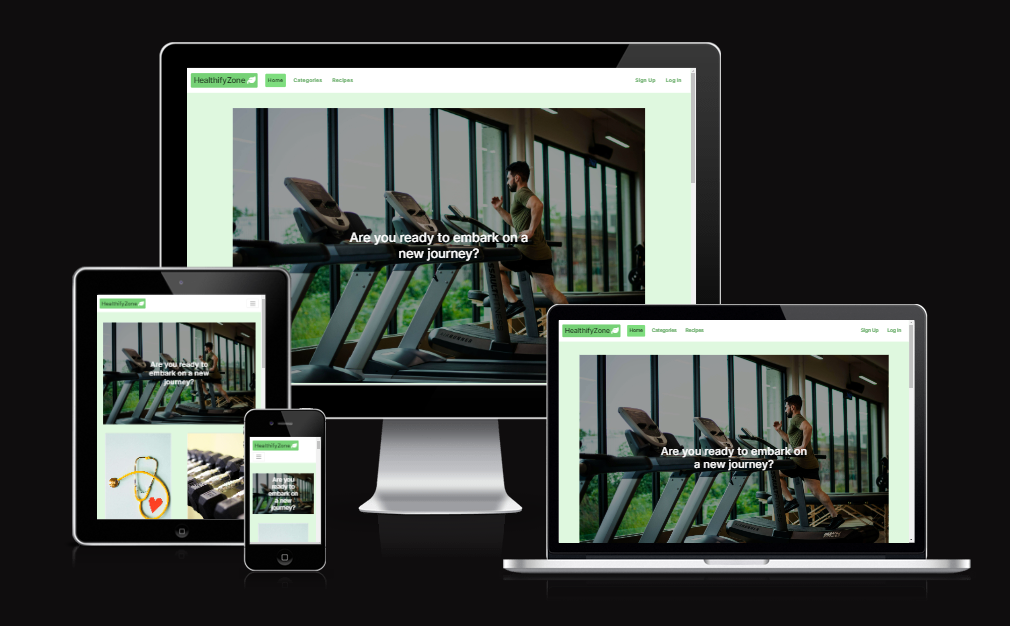 HealthifyZone
Home Categories Recipes Sign Up Log in
Are you ready to embark on a
new journey?
HealthifyZone
Are you ready to
embark on a new
journey?
HealthifyZone
Are you
ready to
embark on
a new
journey?
HealthifyZone
Home Categories Recipes Sign Up Log in
Are you ready to embark on
a new journey?